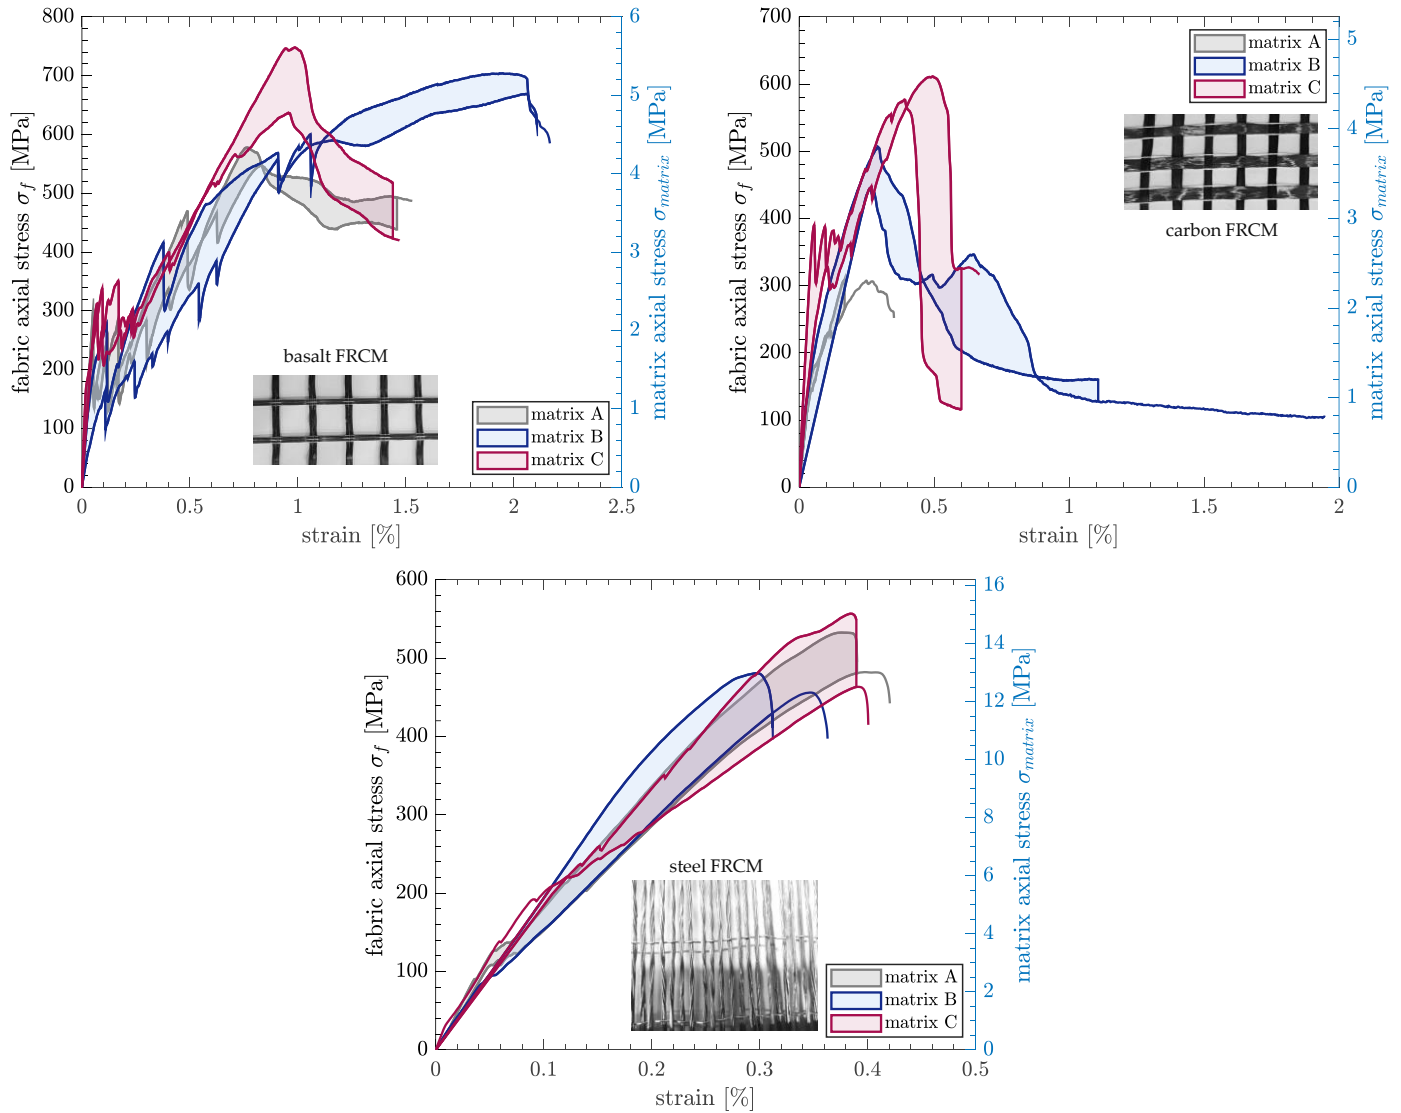 800
700
600
500
400
300
200
100
0
fabric axial stress σf [MPa]
6
5
4
3
2
1
0
matrix axial stress σmatrix [MPa]
0 0.5 1 1.5 2 2.5
strain [%]
basalt FRCM
matrix A
matrix B
matrix C
700
600
500
400
300
200
100
0
fabric axial stress σf [MPa]
5
4
3
2
1
0
matrix axial stress σmatrix [MPa]
0 0.5 1 1.5 2
strain [%]
matrix A
matrix B
matrix C
carbon FRCM
600
500
400
300
200
100
0
fabric axial stress σf [MPa]
16
14
12
10
8
6
4
2
0
matrix axial stress σmatrix [MPa]
0 0.1 0.2 0.3 0.4 0.5
strain [%]
steel FRCM
matrix A
matrix B
matrix C